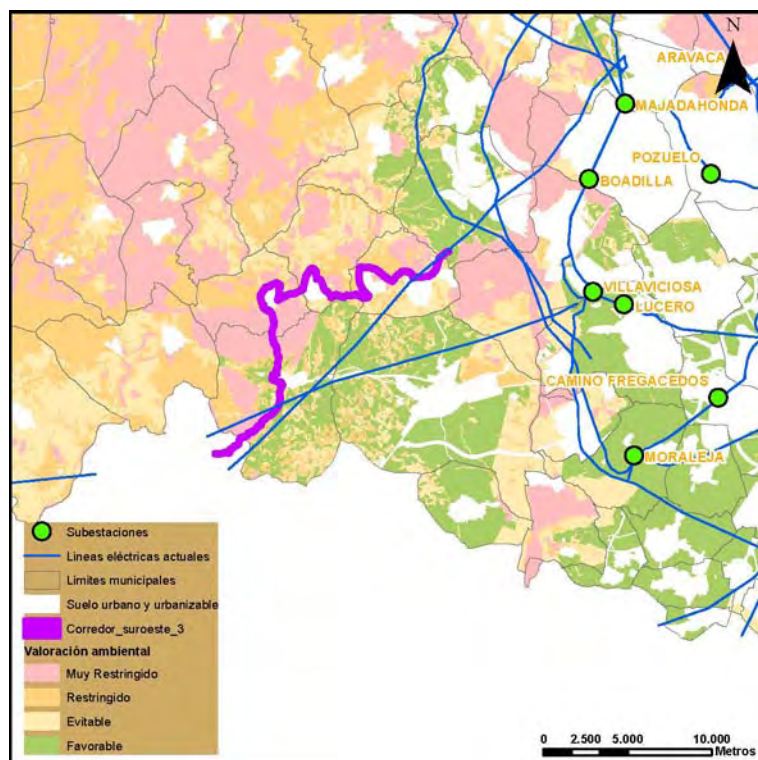 N
ARAVACA
MAJADAHONDA
POZUELO
BOADILLA
VILLAVICIOSA
LUCERO
CAMINO FREGACEDOS
MORALEJA
Subestaciones
Lineas eléctricas actuales
Límites municipales
Suelo urbano y urbanizable
Corredor_suroeste_3
Valoración ambiental
Muy Restringido
Restringido
Evitable
Favorable
0 2.500 5.000 10.000
Metros